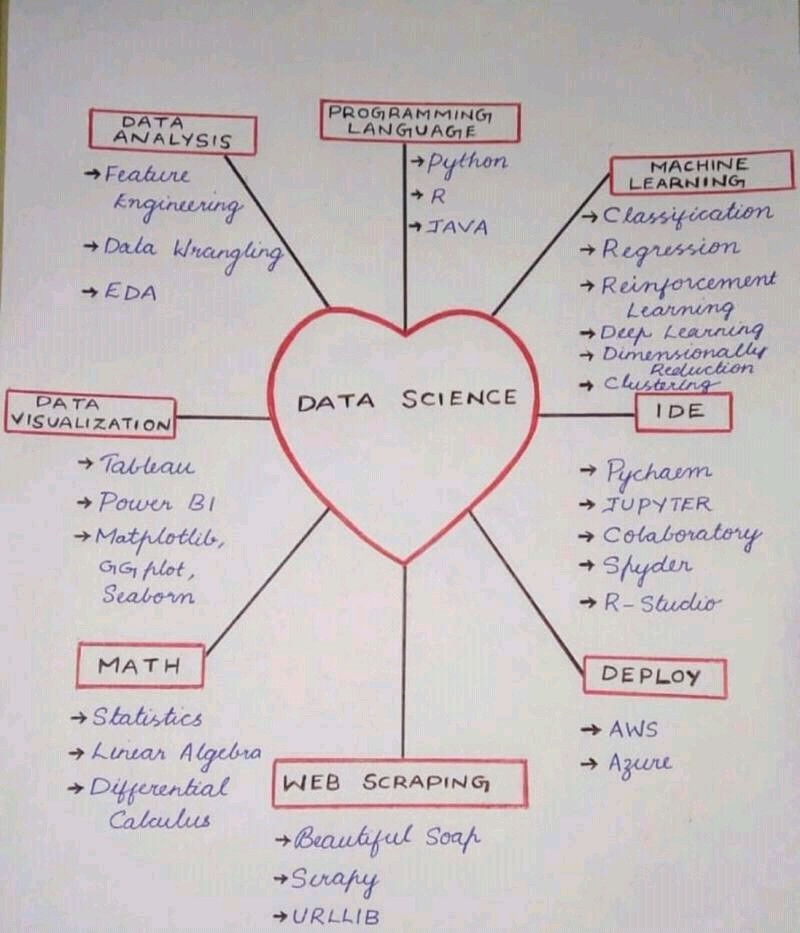 DATA
ANALYSIS
→ Feature
Engineering
→ Data Wrangling
→ EDA
PROGRAMMING
LANGUAGE
→ Python
→ R
→ JAVA
MACHINE
LEARNING
→ Classification
→ Regression
→ Reinforcement
Learning
→ Deep Learning
→ Dimensionally
Reduction
→ Clustering
DATA SCIENCE
DATA
VISUALIZATION
→ Tableau
→ Power BI
→ Matplotlib,
GG plot,
Seaborn
IDE
→ Pychaem
→ JUPYTER
→ Colaboratory
→ Spyder
→ R-Studio
MATH
→ Statistics
→ Linear Algebra
→ Differential
Calculus
WEB SCRAPING
→ Beautiful Soap
→ Scrapy
→ URLLIB
DEPLOY
→ AWS
→ Azure